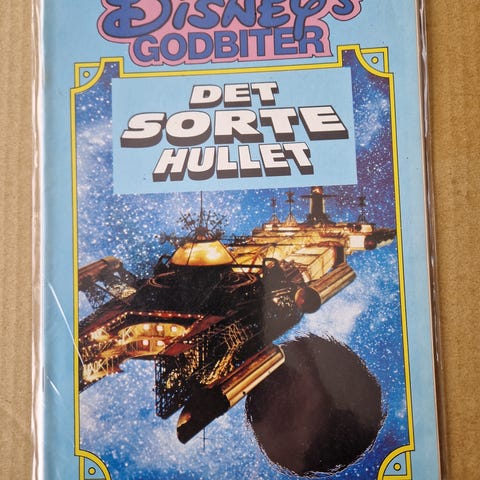 DISNEY'S
GODBITER
DET
SORTE
HULLET